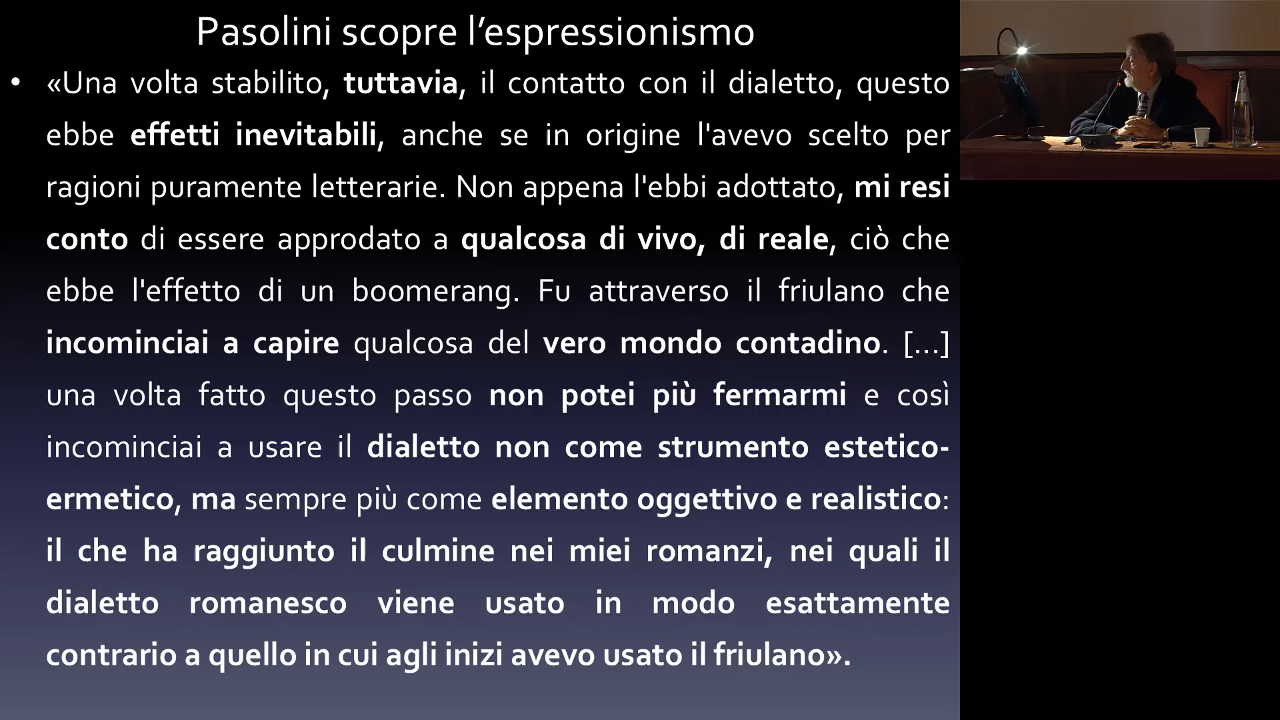 Pasolini scopre l’espressionismo
• «Una volta stabilito, tuttavia, il contatto con il dialetto, questo
ebbe effetti inevitabili, anche se in origine l'avevo scelto per
ragioni puramente letterarie. Non appena l'ebbi adottato, mi resi
conto di essere approdato a qualcosa di vivo, di reale, ciò che
ebbe l'effetto di un boomerang. Fu attraverso il friulano che
incominciai a capire qualcosa del vero mondo contadino. [...]
una volta fatto questo passo non potei più fermarmi e così
incominciai a usare il dialetto non come strumento estetico-
ermetico, ma sempre più come elemento oggettivo e realistico:
il che ha raggiunto il culmine nei miei romanzi, nei quali il
dialetto romanesco viene usato in modo esattamente
contrario a quello in cui agli inizi avevo usato il friulano».